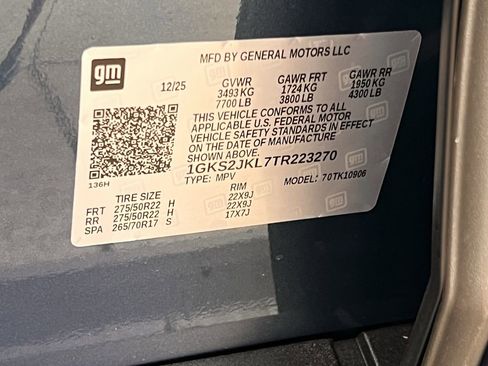 gm
MFD BY GENERAL MOTORS LLC
12/25 GVWR GAWR FRT GAWR RR
3493 KG 1724 KG 1950 KG
7700 LB 3800 LB 4300 LB
THIS VEHICLE CONFORMS TO ALL
APPLICABLE U.S. FEDERAL MOTOR
VEHICLE SAFETY STANDARDS IN EFFECT
ON THE DATE OF MANUFACTURE
SHOWN ABOVE.
1GKS2JKL7TR223270
136H TYPE: MPV MODEL: 70TK10906
TIRE SIZE RIM
FRT 275/50R22 H 22X9J
RR 275/50R22 H 22X9J
SPA 265/70R17 S 17X7J